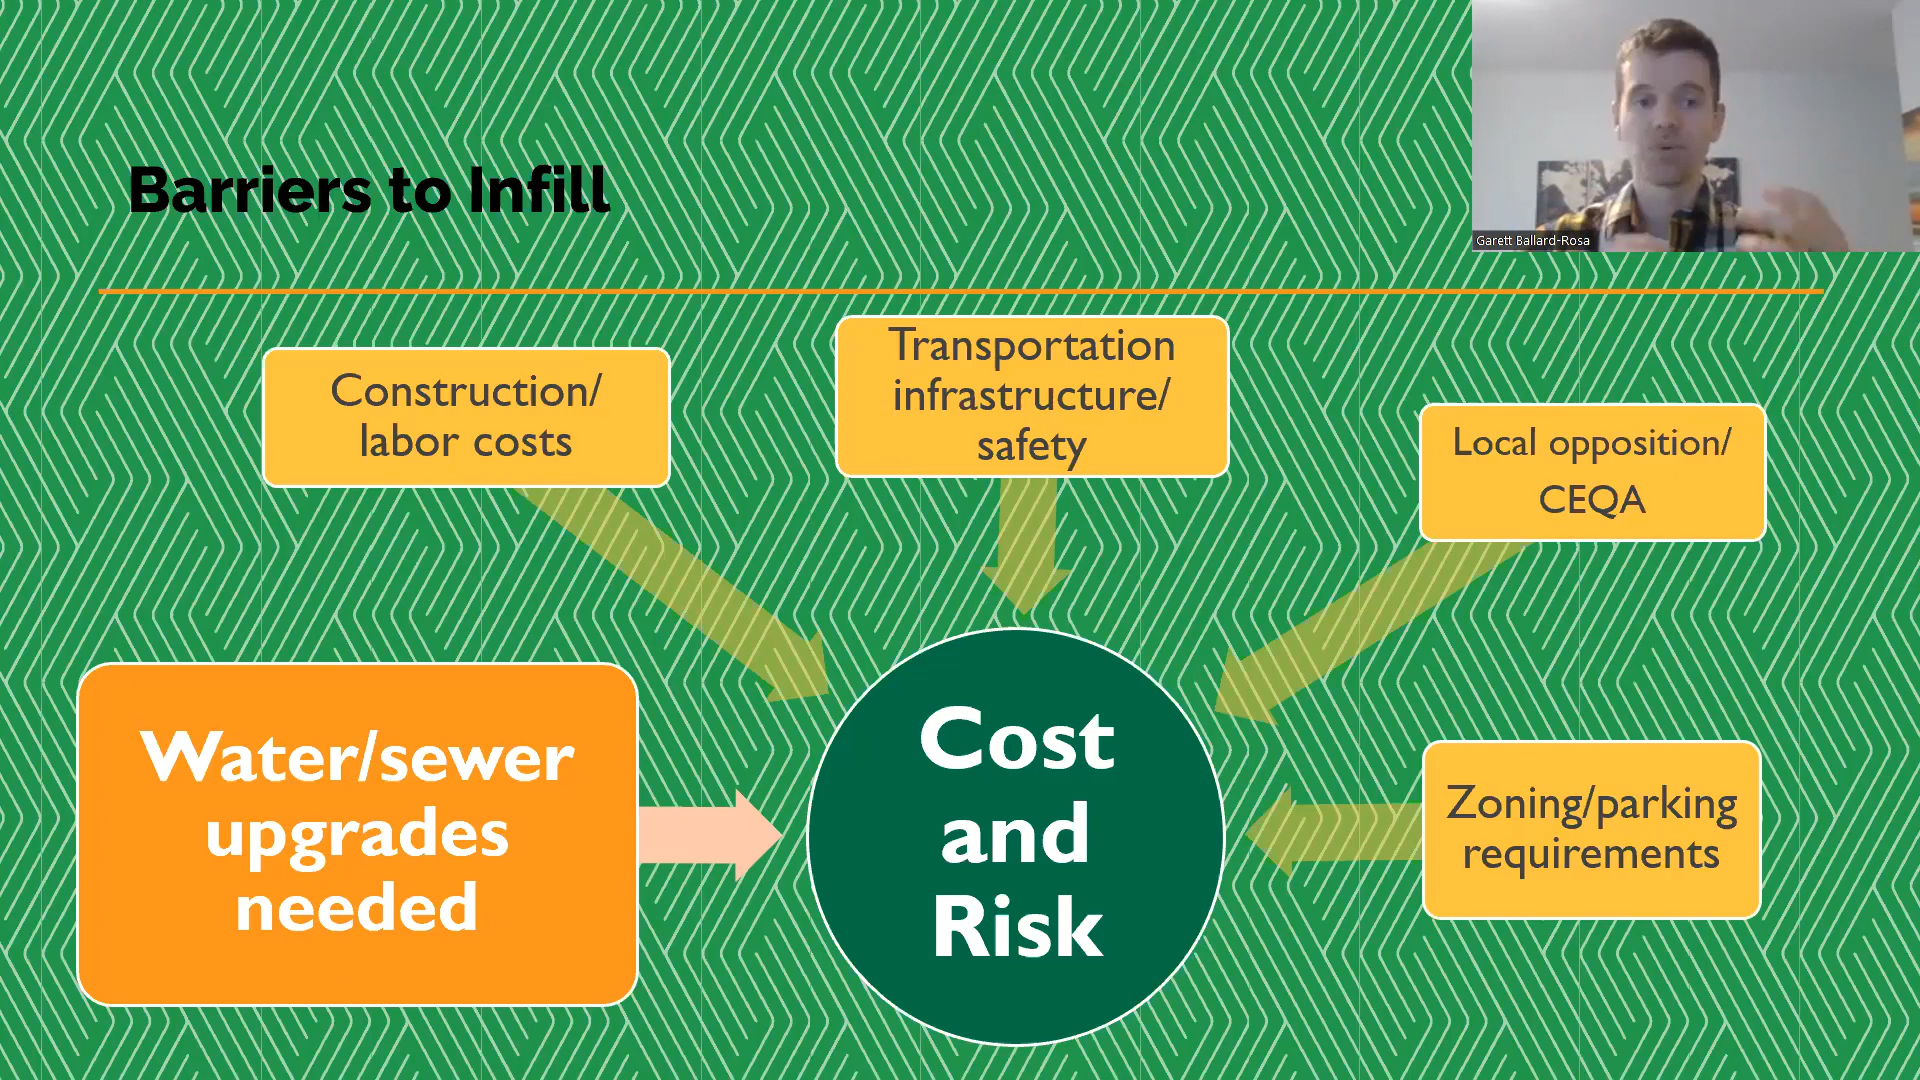 Barriers to Infill
Garett Ballard-Rosa
Construction/
labor costs
Transportation
infrastructure/
safety
Local opposition/
CEQA
Water/sewer
upgrades
needed
Cost
and
Risk
Zoning/parking
requirements